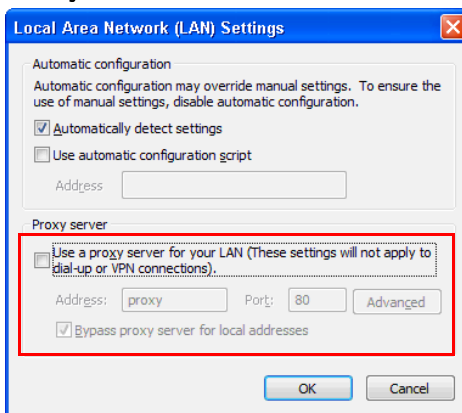 Local Area Network (LAN) Settings
Automatic configuration
Automatic configuration may override manual settings. To ensure the
use of manual settings, disable automatic configuration.
Automatically detect settings
Use automatic configuration script
Address
Proxy server
Use a proxy server for your LAN (These settings will not apply to
dial-up or VPN connections).
Address: proxy Port: 80 Advanced
Bypass proxy server for local addresses
OK Cancel